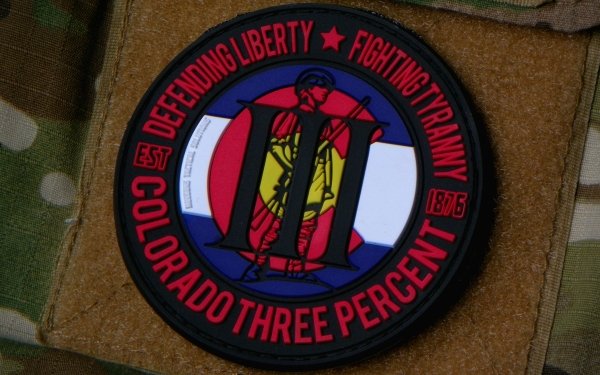 DEFENDING LIBERTY ★ FIGHTING TYRANNY
EST 1876
III
COLORADO THREE PERCENT